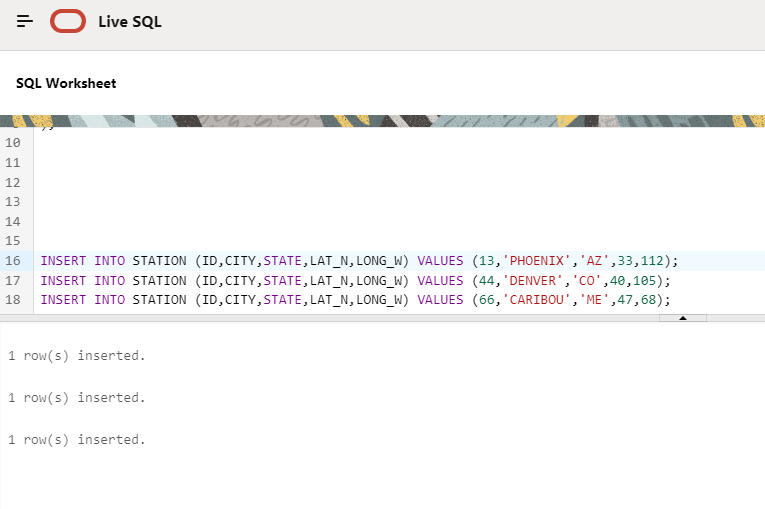 Live SQL
SQL Worksheet
10
11
12
13
14
15
16 INSERT INTO STATION (ID,CITY,STATE,LAT_N,LONG_W) VALUES (13,'PHOENIX','AZ',33,112);
17 INSERT INTO STATION (ID,CITY,STATE,LAT_N,LONG_W) VALUES (44,'DENVER','CO',40,105);
18 INSERT INTO STATION (ID,CITY,STATE,LAT_N,LONG_W) VALUES (66,'CARIBOU','ME',47,68);
1 row(s) inserted.
1 row(s) inserted.
1 row(s) inserted.